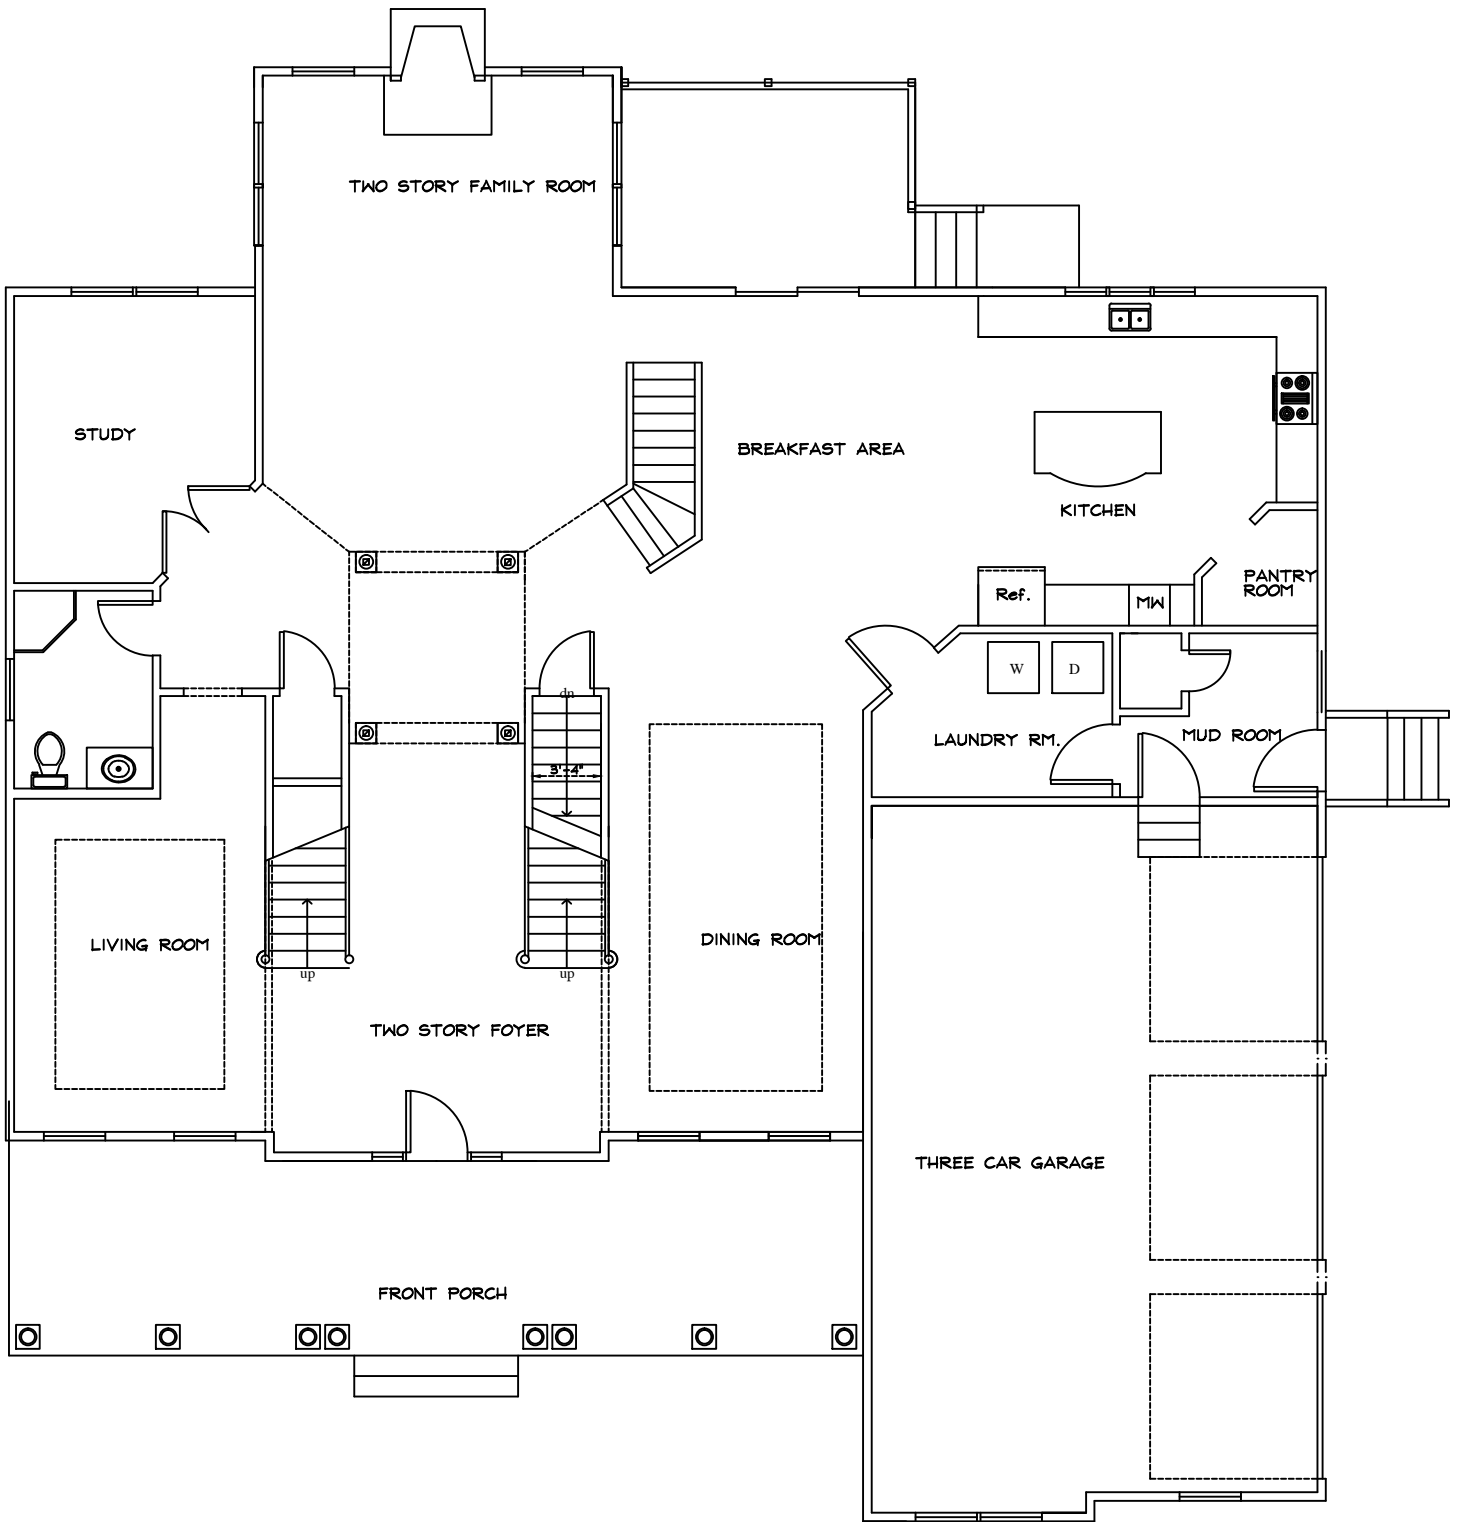 TWO STORY FAMILY ROOM
STUDY
BREAKFAST AREA
KITCHEN
PANTRY
ROOM
Ref.
MW
W
D
dn
LAUNDRY RM.
MUD ROOM
3'-4"
LIVING ROOM
DINING ROOM
up
up
TWO STORY FOYER
THREE CAR GARAGE
FRONT PORCH